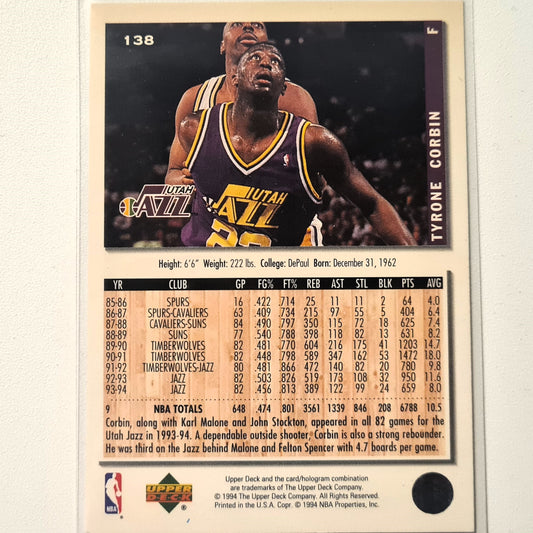 138
TYRONE CORBIN F
UTAH
JAZZ
UTAH
JAZZ
Height: 6'6" Weight: 222 lbs. College: DePaul Born: December 31, 1962
YR CLUB GP FG% FT% REB AST STL BLK PTS AVG
85-86 SPURS 16 .422 .714 25 11 11 2 64 4.0
86-87 SPURS-CAVALIERS 63 .409 .734 215 97 55 5 404 6.4
87-88 CAVALIERS-SUNS 84 .490 .797 350 115 72 18 625 7.4
88-89 SUNS 77 .540 .788 398 118 82 13 631 8.2
89-90 TIMBERWOLVES 82 .481 .770 604 216 175 41 1203 14.7
90-91 TIMBERWOLVES 82 .448 .798 589 347 162 53 1472 18.0
91-92 TIMBERWOLVES-JAZZ 80 .481 .866 472 140 82 20 780 9.8
92-93 JAZZ 82 .503 .826 519 173 108 32 950 11.6
93-94 JAZZ 82 .456 .813 389 122 99 24 659 8.0
9 NBA TOTALS 648 .474 .801 3561 1339 846 208 6788 10.5
Corbin, along with Karl Malone and John Stockton, appeared in all 82 games for the
Utah Jazz in 1993-94. A dependable outside shooter, Corbin is also a strong rebounder.
He was third on the Jazz behind Malone and Felton Spencer with 4.7 boards per game.
NBA
UPPER DECK ®
Upper Deck and the card/hologram combination
are trademarks of The Upper Deck Company.
© 1994 The Upper Deck Company. All Rights Reserved.
Printed in the U.S.A. Copr. © 1994 NBA Properties, Inc.